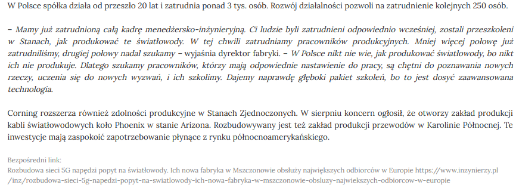 W Polsce spółka działa od przeszło 20 lat i zatrudnia ponad 3 tys. osób. Rozwój działalności pozwoli na zatrudnienie kolejnych 250 osób.
– Mamy już zatrudnioną całą kadrę menedżersko-inżynieryjną. Ci ludzie byli zatrudnieni odpowiednio wcześniej, zostali przeszkoleni
w Stanach, jak produkować te światłowody. W tej chwili zatrudniamy pracowników produkcyjnych. Mniej więcej połowę już
zatrudniliśmy, drugiej połowy nadal szukamy – wyjaśnia dyrektor fabryki. – W Polsce nikt nie wie, jak produkować światłowody, bo nikt
ich nie produkuje. Dlatego szukamy pracowników, którzy mają odpowiednie nastawienie do pracy, są chętni do poznawania nowych
rzeczy, uczenia się do nowych wyzwań, i ich szkolimy. Dajemy naprawdę głęboki pakiet szkoleń, bo to jest dosyć zaawansowana
technologia.
Corning rozszerza również zdolności produkcyjne w Stanach Zjednoczonych. W sierpniu koncern ogłosił, że otworzy zakład produkcji
kabli światłowodowych koło Phoenix w stanie Arizona. Rozbudowywany jest też zakład produkcji przewodów w Karolinie Północnej. Te
inwestycje mają zaspokoić zapotrzebowanie płynące z rynku północnoamerykańskiego.
Bezpośredni link:
Rozbudowa sieci 5G napędzi popyt na światłowody. Ich nowa fabryka w Mszczonowie obsłuży największych odbiorców w Europie https://www.inzynierzy.pl
/inz/rozbudowa-sieci-5g-napedzi-popyt-na-swiatlowody-ich-nowa-fabryka-w-mszczonowie-obsluzy-najwiekszych-odbiorcow-w-europie